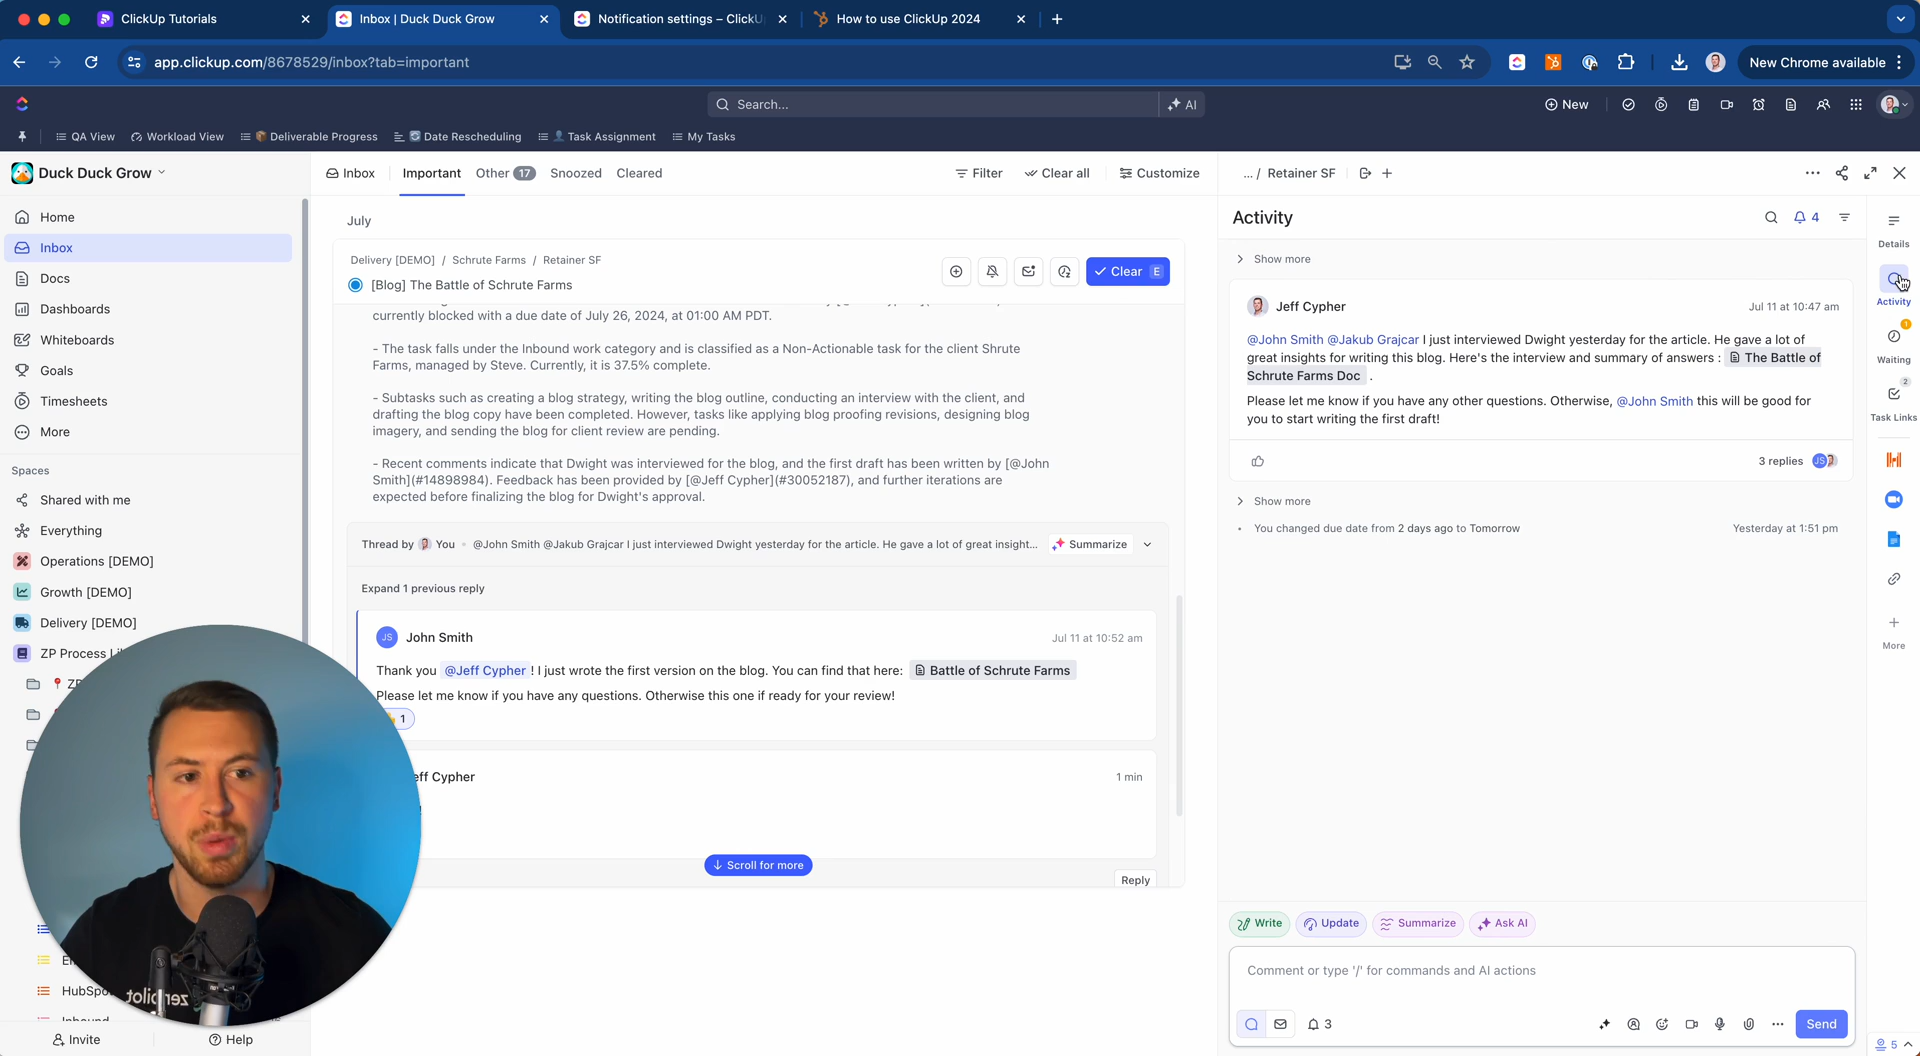 ClickUp Tutorials
Inbox | Duck Duck Grow
Notification settings – ClickU
How to use ClickUp 2024
app.clickup.com/8678529/inbox?tab=important
New Chrome available
Search...
AI
New
QA View
Workload View
Deliverable Progress
Date Rescheduling
Task Assignment
My Tasks
Duck Duck Grow
Home
Inbox
Docs
Dashboards
Whiteboards
Goals
Timesheets
More
Spaces
Shared with me
Everything
Operations [DEMO]
Growth [DEMO]
Delivery [DEMO]
ZP Process Li
HubSpo
Invite
Help
Inbox
Important
Other 17
Snoozed
Cleared
Filter
Clear all
Customize
July
Delivery [DEMO] / Schrute Farms / Retainer SF
[Blog] The Battle of Schrute Farms
Clear E
currently blocked with a due date of July 26, 2024, at 01:00 AM PDT.
- The task falls under the Inbound work category and is classified as a Non-Actionable task for the client Shrute
Farms, managed by Steve. Currently, it is 37.5% complete.
- Subtasks such as creating a blog strategy, writing the blog outline, conducting an interview with the client, and
drafting the blog copy have been completed. However, tasks like applying blog proofing revisions, designing blog
imagery, and sending the blog for client review are pending.
- Recent comments indicate that Dwight was interviewed for the blog, and the first draft has been written by [@John
Smith](#14898984). Feedback has been provided by [@Jeff Cypher](#30052187), and further iterations are
expected before finalizing the blog for Dwight's approval.
Thread by You • @John Smith @Jakub Grajcar I just interviewed Dwight yesterday for the article. He gave a lot of great insight...
Summarize
Expand 1 previous reply
JS John Smith
Jul 11 at 10:52 am
Thank you @Jeff Cypher ! I just wrote the first version on the blog. You can find that here: Battle of Schrute Farms
Please let me know if you have any questions. Otherwise this one if ready for your review!
1
eff Cypher
1 min
Scroll for more
Reply
... / Retainer SF
Activity
4
Show more
Jeff Cypher
Jul 11 at 10:47 am
@John Smith @Jakub Grajcar I just interviewed Dwight yesterday for the article. He gave a lot of
great insights for writing this blog. Here's the interview and summary of answers : The Battle of
Schrute Farms Doc .
Please let me know if you have any other questions. Otherwise, @John Smith this will be good for
you to start writing the first draft!
3 replies
JS
Show more
You changed due date from 2 days ago to Tomorrow
Yesterday at 1:51 pm
Write
Update
Summarize
Ask AI
Comment or type '/' for commands and AI actions
3
Send
Details
Activity
1
Waiting
2
Task Links
More
5
zenpilot